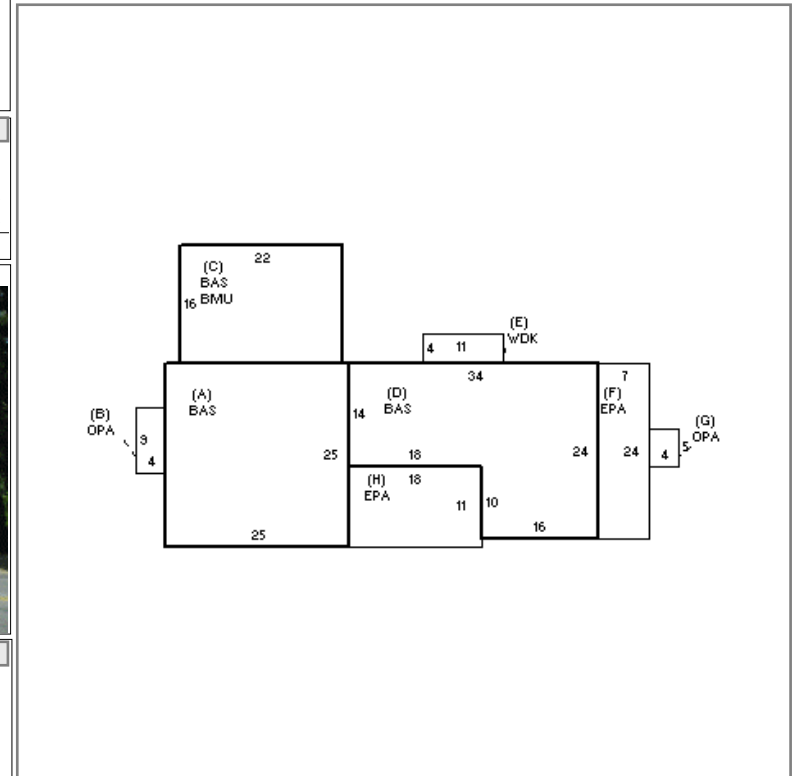 22
(C)
BAS
16 BMU
(E)
WDK
4 11
34
7
(A)
BAS
(D)
BAS
(F)
EPA
(B)
OPA
14
(G)
OPA
9
4
25
18
24
24
4
5
(H)
EPA
18
11
10
25
16